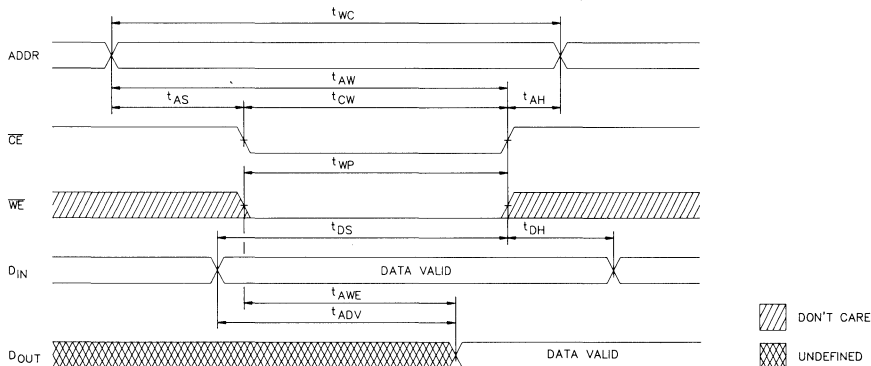 tWC
ADDR
tAW
tAS tCW tAH
CE
tWP
WE
tDS tDH
DIN DATA VALID
tAWE
tADV
DON'T CARE
DOUT DATA VALID
UNDEFINED